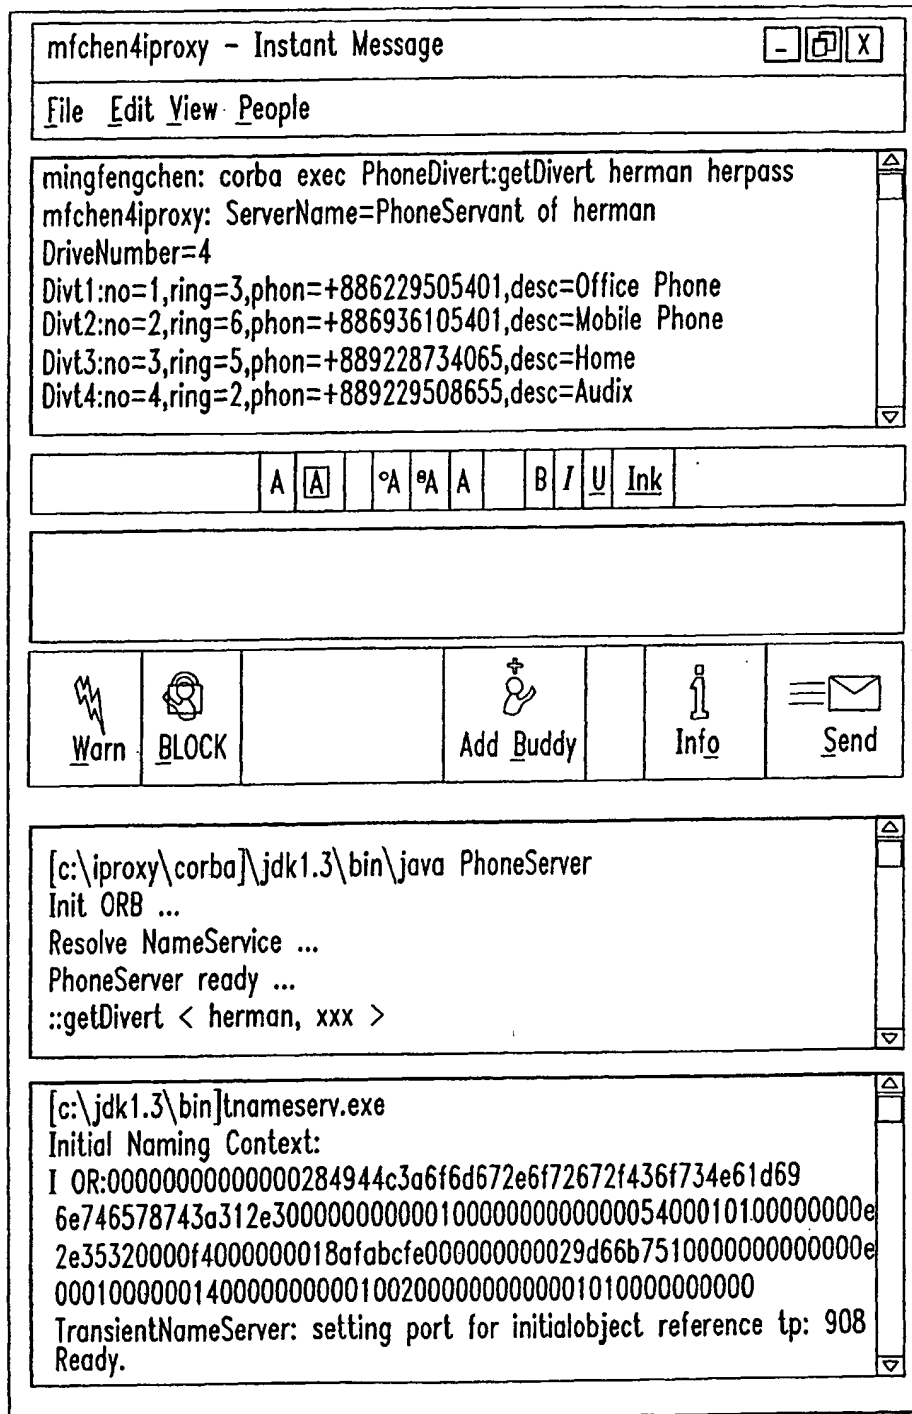 mfchen4iproxy - Instant Message
File Edit View People
mingfengchen: corba exec PhoneDivert:getDivert herman herpass
mfchen4iproxy: ServerName=PhoneServant of herman
DriveNumber=4
Divt1:no=1,ring=3,phon=+886229505401,desc=Office Phone
Divt2:no=2,ring=6,phon=+886936105401,desc=Mobile Phone
Divt3:no=3,ring=5,phon=+889228734065,desc=Home
Divt4:no=4,ring=2,phon=+889229508655,desc=Audix
A A °A ᶿA A B I U Ink
Warn BLOCK Add Buddy Info Send
[c:\iproxy\corba]\jdk1.3\bin\java PhoneServer
Init ORB ...
Resolve NameService ...
PhoneServer ready ...
::getDivert < herman, xxx >
[c:\jdk1.3\bin]tnameserv.exe
Initial Naming Context:
I OR:00000000000000284944c3a6f6d672e6f72672f436f734e61d69
6e746578743a312e30000000000001000000000000005400010100000000e
2e35320000f4000000018afabcfe000000000029d66b7510000000000000e
0001000000140000000000010020000000000001010000000000
TransientNameServer: setting port for initialobject reference tp: 908
Ready.